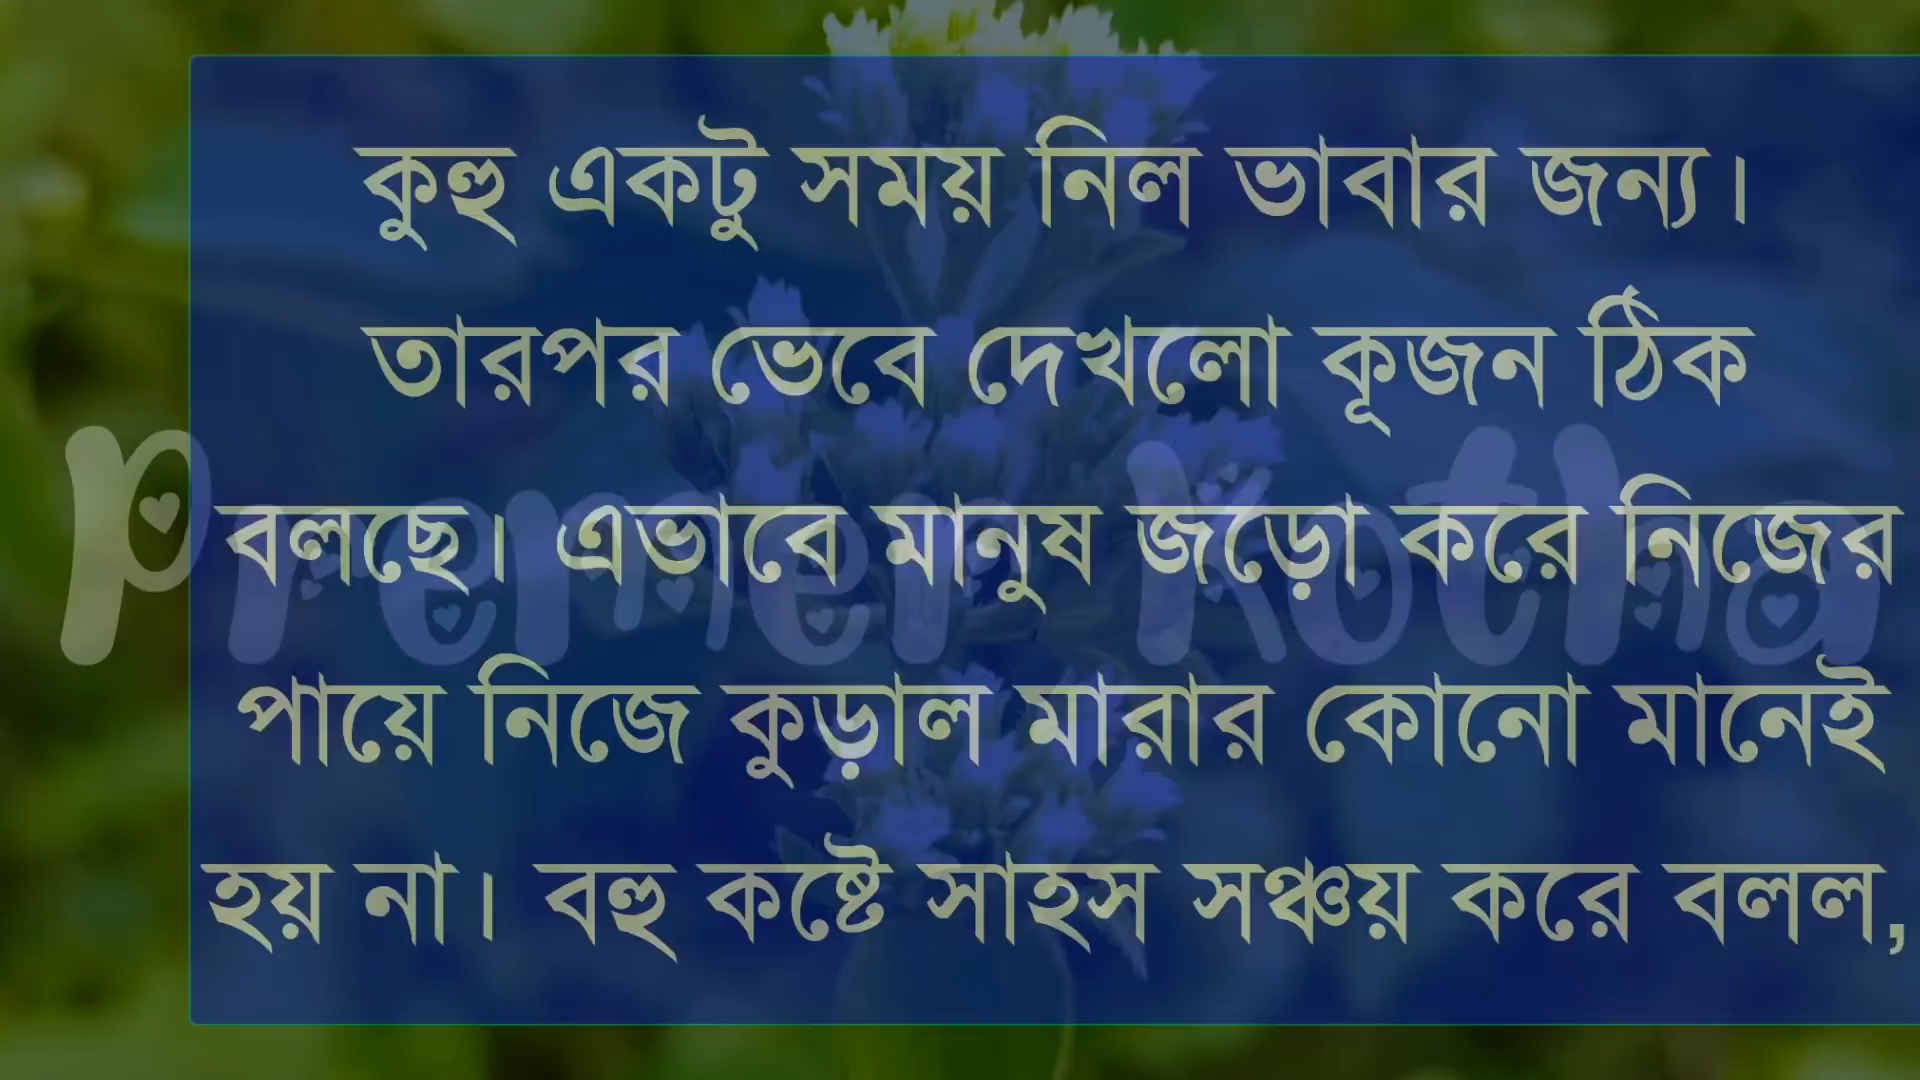 কুহু একটু সময় নিল ভাবার জন্য।
তারপর ভেবে দেখলো কূজন ঠিক
বলছে। এভাবে মানুষ জড়ো করে নিজের
পায়ে নিজে কুড়াল মারার কোনো মানেই
হয় না। বহু কষ্টে সাহস সঞ্চয় করে বলল,
Premer Kotha